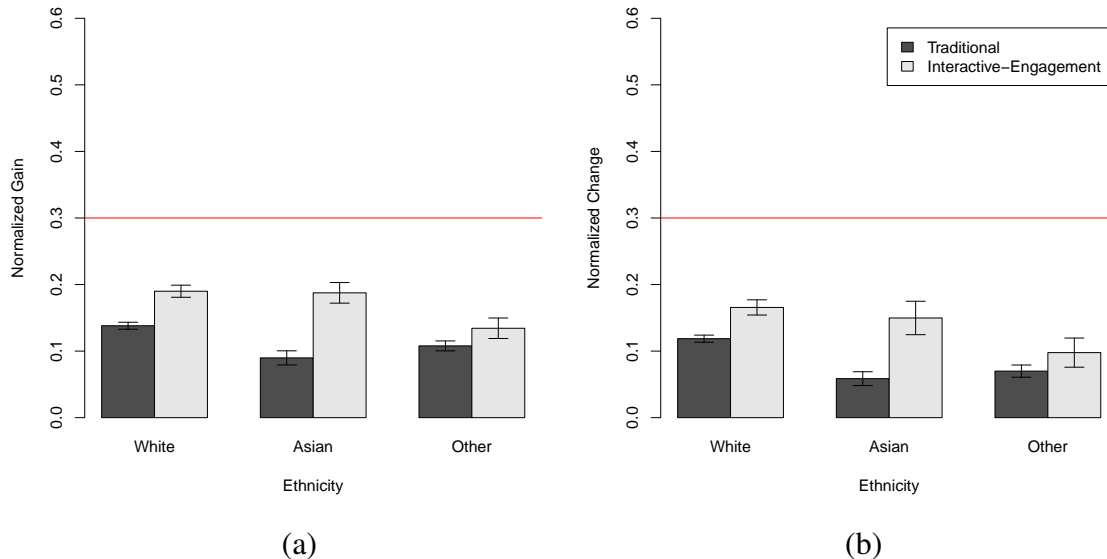 Normalized Gain
0.0 0.1 0.2 0.3 0.4 0.5 0.6
White Asian Other
Ethnicity
(a)
Normalized Change
0.0 0.1 0.2 0.3 0.4 0.5 0.6
Traditional
Interactive−Engagement
White Asian Other
Ethnicity
(b)